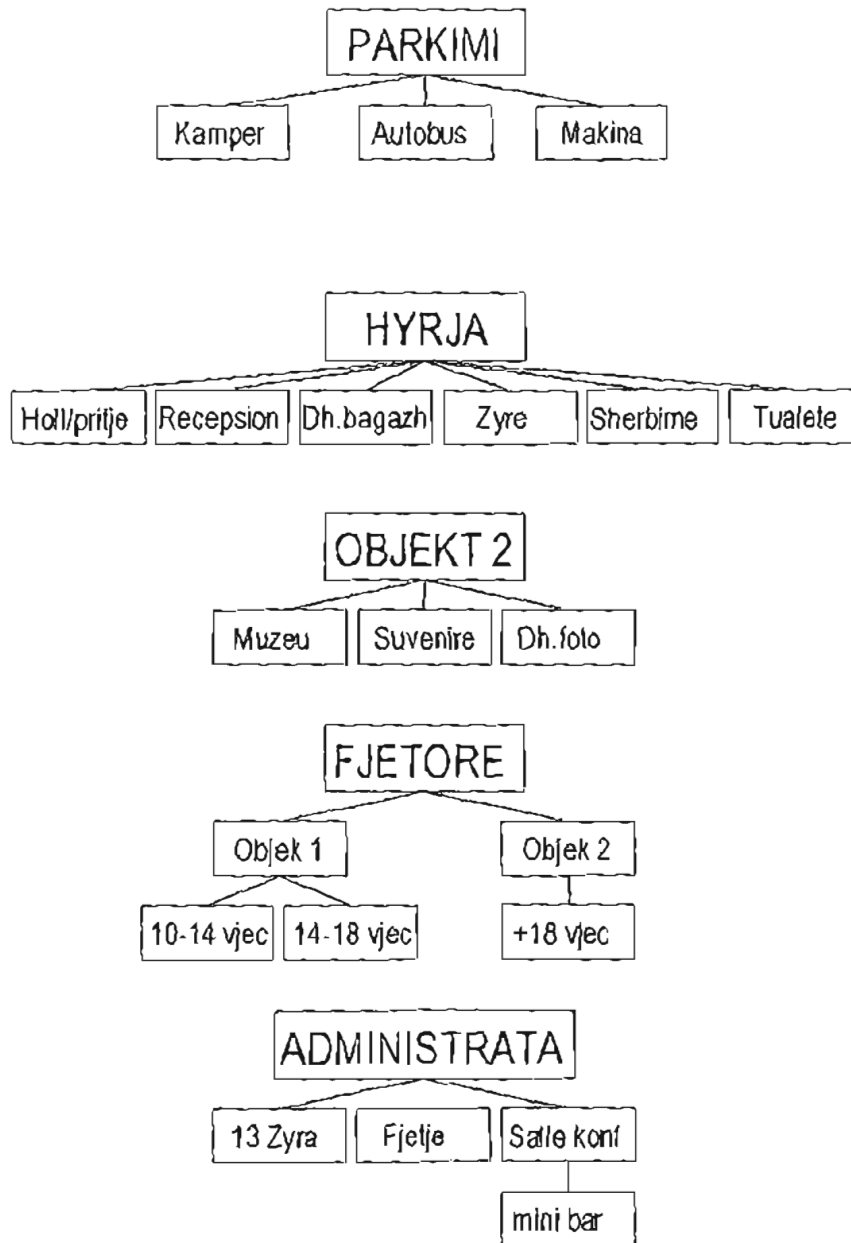 PARKIMI
Kamper Autobus Makina
HYRJA
Holl/pritje Recepsion Dh.bagazh Zyre Sherbime Tualete
OBJEKT 2
Muzeu Suvenire Dh.foto
FJETORE
Objek 1 Objek 2
10-14 vjec 14-18 vjec +18 vjec
ADMINISTRATA
13 Zyra Fjetje Salle konf
mini bar